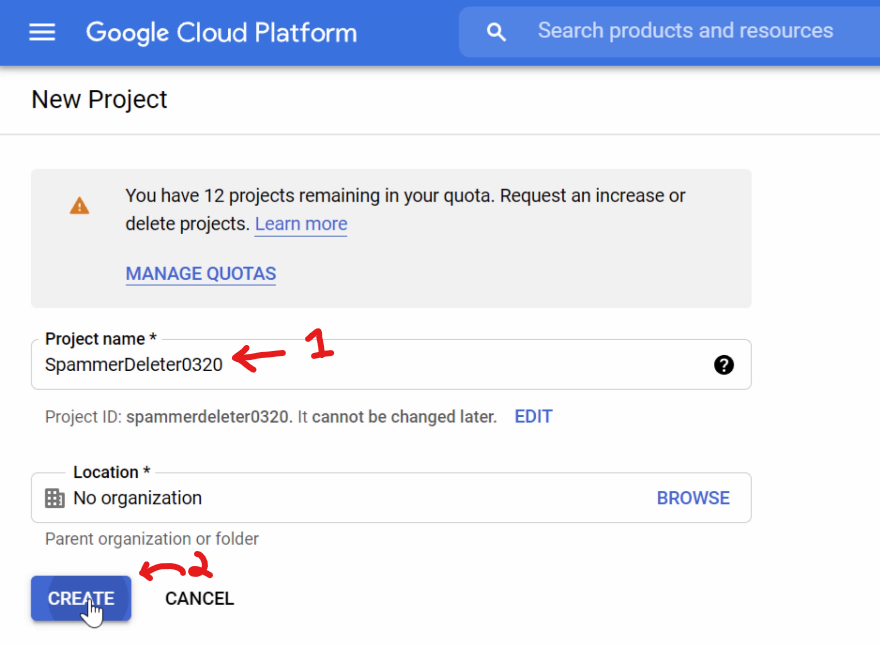 Google Cloud Platform
Search products and resources
New Project
You have 12 projects remaining in your quota. Request an increase or
delete projects. Learn more
MANAGE QUOTAS
Project name *
SpammerDeleter0320
1
Project ID: spammerdeleter0320. It cannot be changed later. EDIT
Location *
No organization
BROWSE
Parent organization or folder
2
CREATE
CANCEL